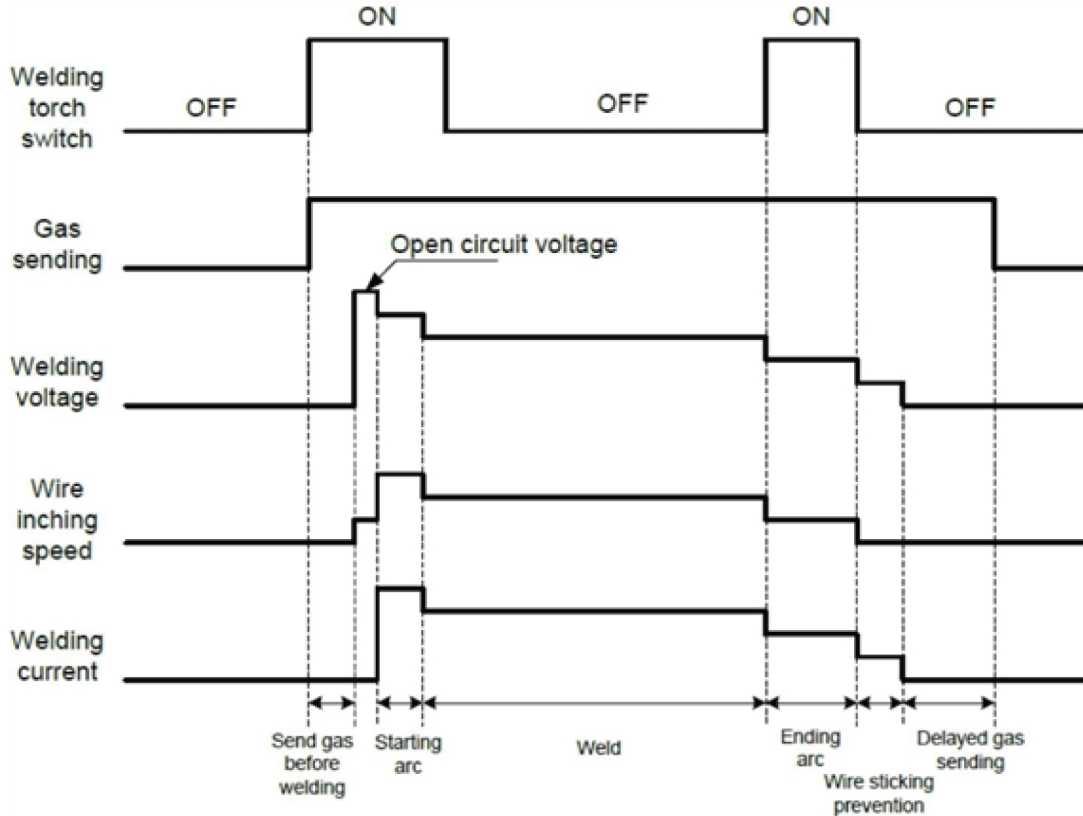 ON
ON
Welding
torch
switch
OFF
OFF
OFF
Gas
sending
Open circuit voltage
Welding
voltage
Wire
inching
speed
Welding
current
Send gas
before
welding
Starting
arc
Weld
Ending
arc
Wire sticking
prevention
Delayed gas
sending